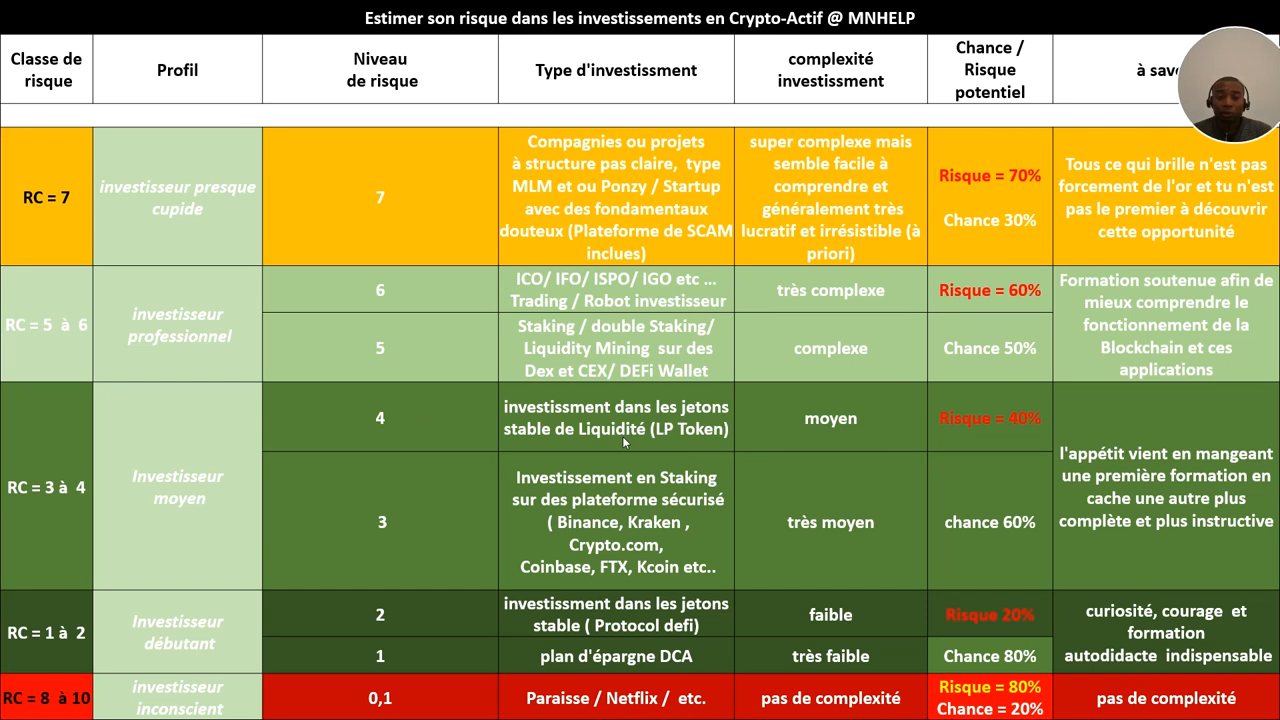 Estimer son risque dans les investissements en Crypto-Actif @ MNHELP
Classe de
risque
Profil
Niveau
de risque
Type d'investissment
complexité
investissment
Chance /
Risque
potentiel
à
RC = 7
investisseur presque
cupide
7
Compagnies ou projets
à structure pas claire, type
MLM et ou Ponzy / Startup
avec des fondamentaux
douteux (Plateforme de SCAM
inclues)
super complexe mais
semble facile à
comprendre et
généralement très
lucratif et irrésistible (à
priori)
Risque = 70%
Chance 30%
Tous ce qui brille n'est pas
forcement de l'or et tu n'est
pas le premier à découvrir
cette opportunité
RC = 5 à 6
investisseur
professionnel
6
ICO/ IFO/ ISPO/ IGO etc ...
Trading / Robot investisseur
très complexe
Risque = 60%
5
Staking / double Staking/
Liquidity Mining sur des
Dex et CEX/ DEFi Wallet
complexe
Chance 50%
Formation soutenue afin de
mieux comprendre le
fonctionnement de la
Blockchain et ces
applications
RC = 3 à 4
Investisseur
moyen
4
investissment dans les jetons
stable de Liquidité (LP Token)
moyen
Risque = 40%
3
Investissement en Staking
sur des plateforme sécurisé
( Binance, Kraken ,
Crypto.com,
Coinbase, FTX, Kcoin etc..
très moyen
chance 60%
l'appétit vient en mangeant
une première formation en
cache une autre plus
complète et plus instructive
RC = 1 à 2
Investisseur
débutant
2
investissment dans les jetons
stable ( Protocol defi)
faible
Risque 20%
1
plan d'épargne DCA
très faible
Chance 80%
curiosité, courage et
formation
autodidacte indispensable
RC = 8 à 10
investisseur
inconscient
0,1
Paraisse / Netflix / etc.
pas de complexité
Risque = 80%
Chance = 20%
pas de complexité